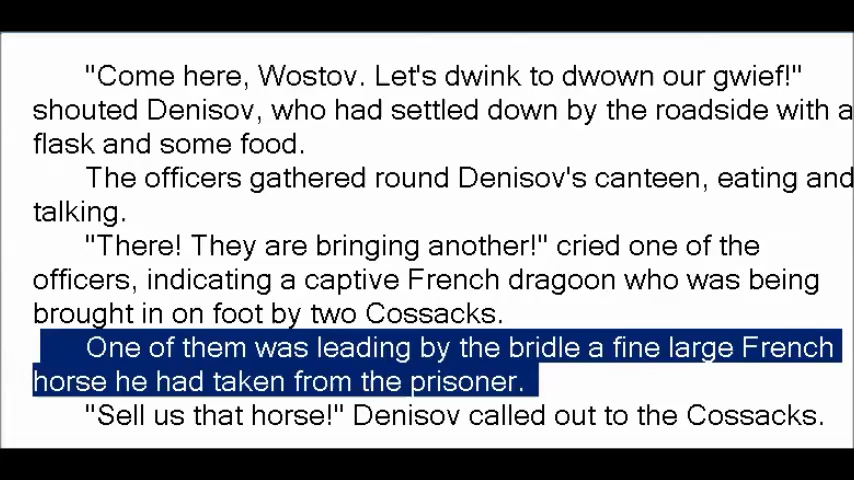 "Come here, Wostov. Let's dwink to dwown our gwief!"
shouted Denisov, who had settled down by the roadside with a
flask and some food.
The officers gathered round Denisov's canteen, eating and
talking.
"There! They are bringing another!" cried one of the
officers, indicating a captive French dragoon who was being
brought in on foot by two Cossacks.
One of them was leading by the bridle a fine large French
horse he had taken from the prisoner.
"Sell us that horse!" Denisov called out to the Cossacks.